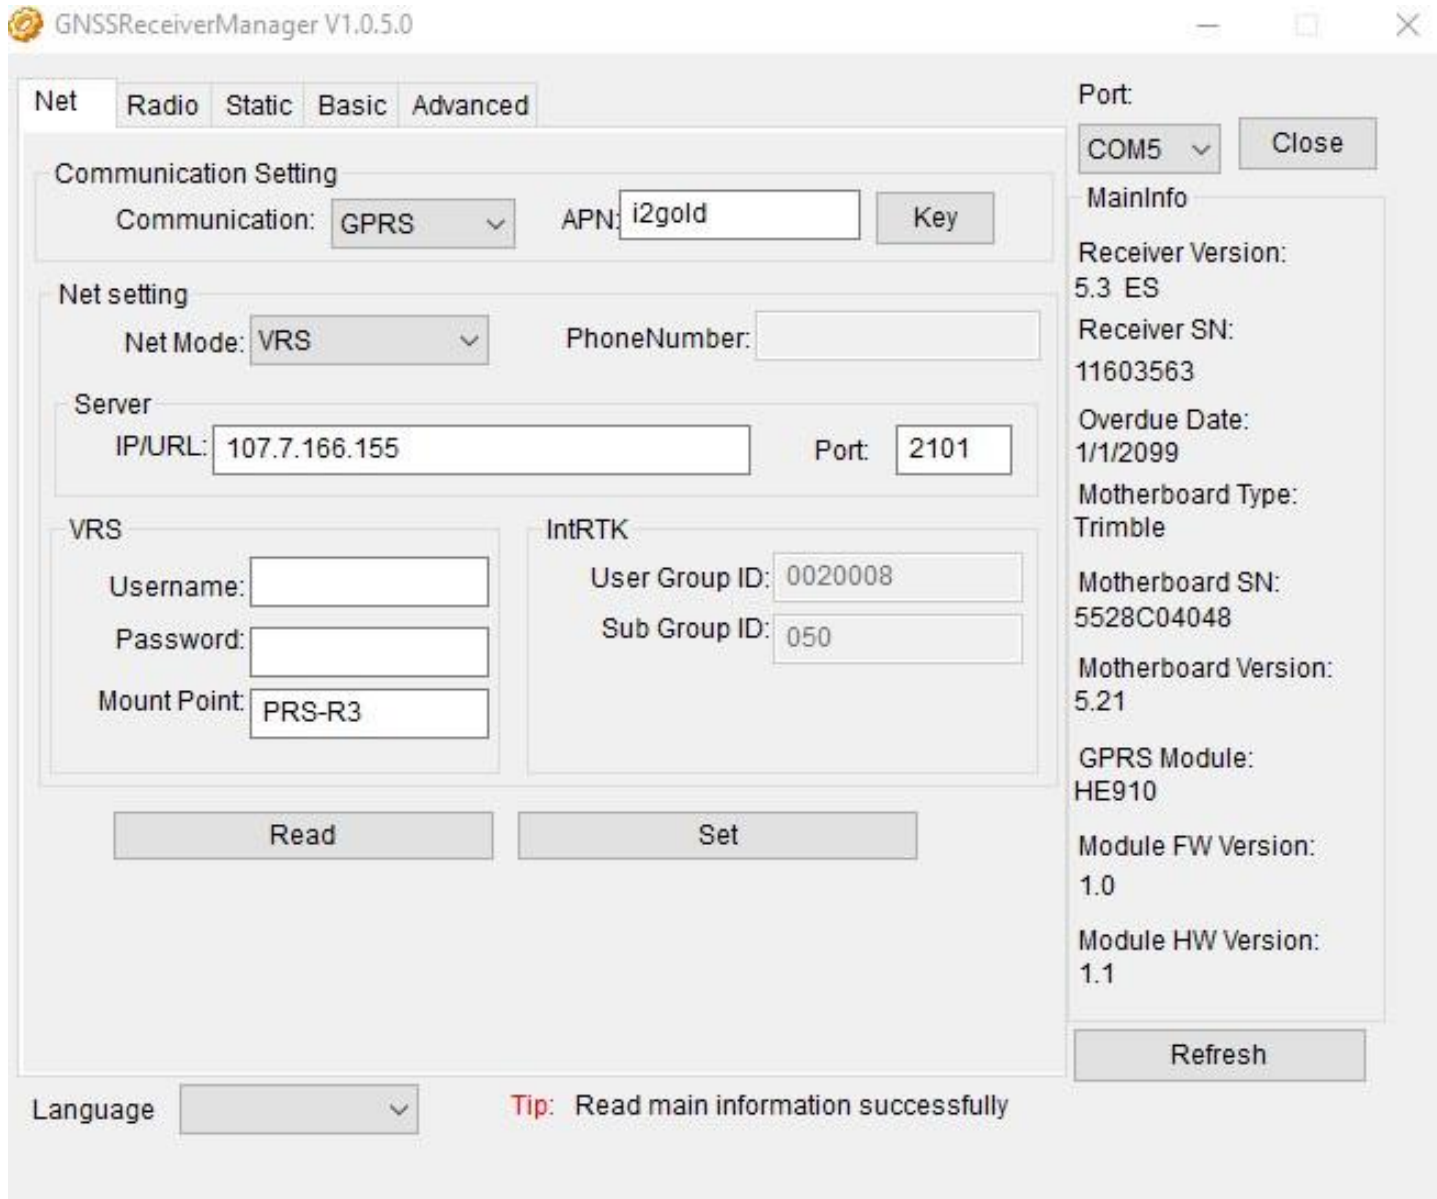 GNSSReceiverManager V1.0.5.0
Net Radio Static Basic Advanced
Communication Setting
Communication: GPRS APN: i2gold Key
Net setting
Net Mode: VRS PhoneNumber:
Server
IP/URL: 107.7.166.155 Port: 2101
VRS
Username:
Password:
Mount Point: PRS-R3
IntRTK
User Group ID: 0020008
Sub Group ID: 050
Read Set
Port:
COM5 Close
MainInfo
Receiver Version:
5.3 ES
Receiver SN:
11603563
Overdue Date:
1/1/2099
Motherboard Type:
Trimble
Motherboard SN:
5528C04048
Motherboard Version:
5.21
GPRS Module:
HE910
Module FW Version:
1.0
Module HW Version:
1.1
Refresh
Language Tip: Read main information successfully